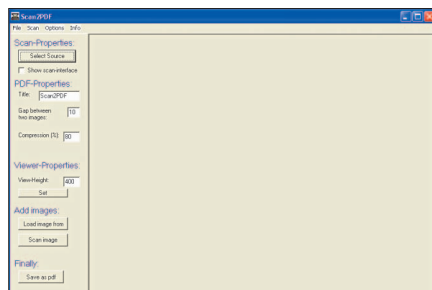 Scan2PDF
File Scan Options Info
Scan-Properties:
Select Source
Show scan-interface
PDF-Properties:
Title: Scan2PDF
Gap between
two images: 10
Compression (%) 80
Viewer-Properties:
View-Height: 400
Set
Add images:
Load image from
Scan image
Finally:
Save as pdf